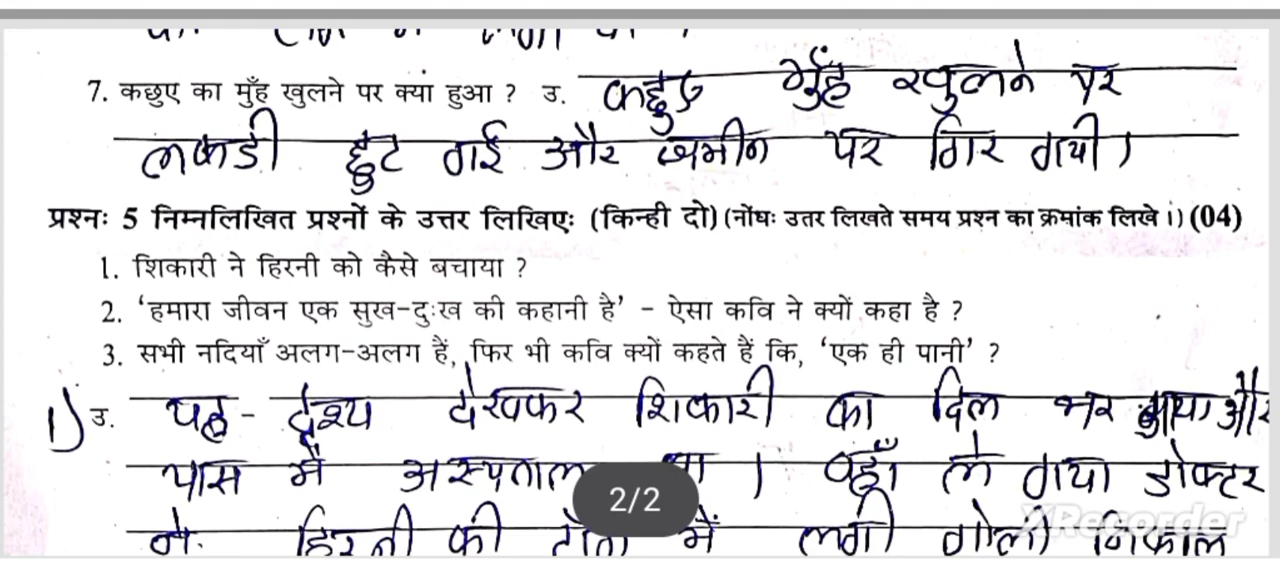 7. कछुए का मुँह खुलने पर क्या हुआ ? उ. कछुए मुँह खुलने पर
लकडी छुट गई और जमीन पर गिर गयी।
प्रश्नः 5 निम्नलिखित प्रश्नों के उत्तर लिखिएः (किन्ही दो) (नोंधः उतर लिखते समय प्रश्न का क्रमांक लिखे ।) (04)
1. शिकारी ने हिरनी को कैसे बचाया ?
2. ‘हमारा जीवन एक सुख-दुःख की कहानी है’ - ऐसा कवि ने क्यों कहा है ?
3. सभी नदियाँ अलग-अलग हैं, फिर भी कवि क्यों कहते हैं कि, ‘एक ही पानी’ ?
1) उ. यह - द्रश्य देखकर शिकारी का दिल भर आया और
पास में अस्पताल था । वहाँ ले गया डोक्टर
2/2
ने हिरनी की में लगी गोली निकाल
XRecorder